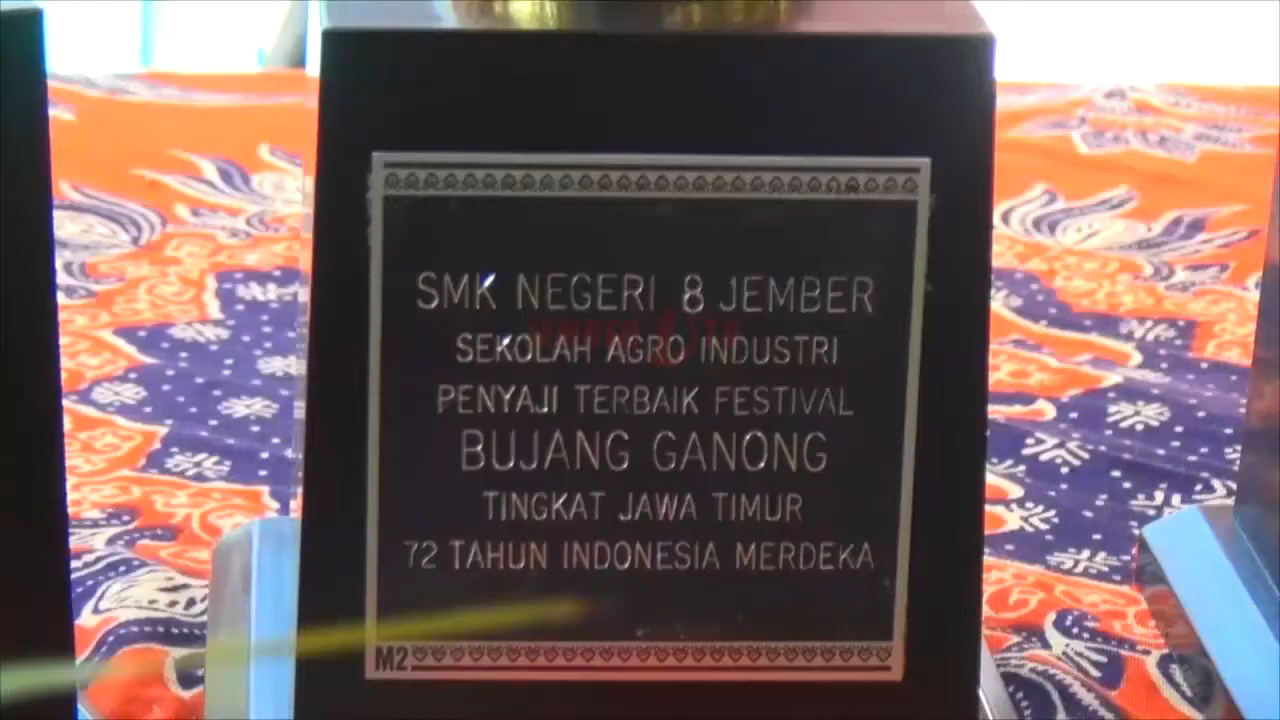 SMK NEGERI 8 JEMBER
SEKOLAH AGRO INDUSTRI
PENYAJI TERBAIK FESTIVAL
BUJANG GANONG
TINGKAT JAWA TIMUR
72 TAHUN INDONESIA MERDEKA
M2